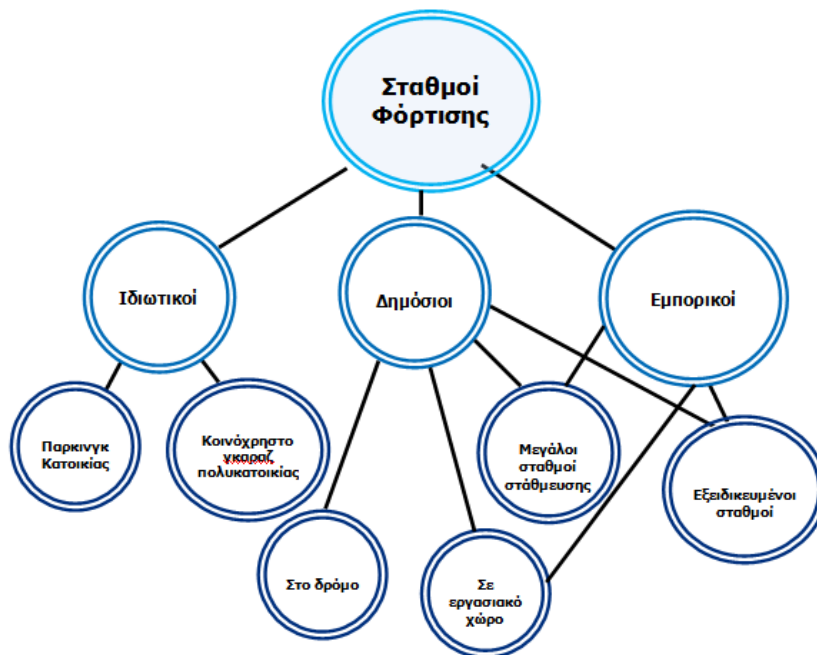 Σταθμοί
Φόρτισης
Ιδιωτικοί
Δημόσιοι
Εμπορικοί
Παρκινγκ
Κατοικίας
Κοινόχρηστο
γκαραζ
πολυκατοικίας
Μεγάλοι
σταθμοί
στάθμευσης
Εξειδικευμένοι
σταθμοί
Στο δρόμο
Σε
εργασιακό
χώρο